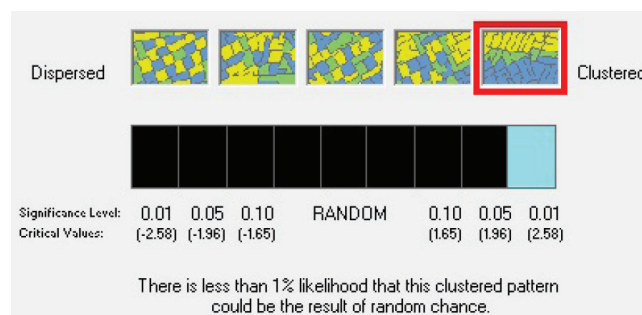 Dispersed Clustered
Significance Level: 0.01 0.05 0.10 RANDOM 0.10 0.05 0.01
Critical Values: (-2.58) (-1.96) (-1.65) (1.65) (1.96) (2.58)
There is less than 1% likelihood that this clustered pattern
could be the result of random chance.